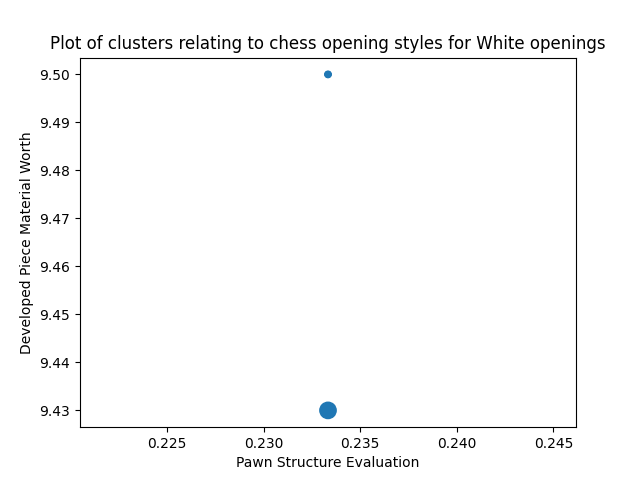 Plot of clusters relating to chess opening styles for White openings
9.50
9.49
9.48
9.47
9.46
9.45
9.44
9.43
Developed Piece Material Worth
0.225 0.230 0.235 0.240 0.245
Pawn Structure Evaluation